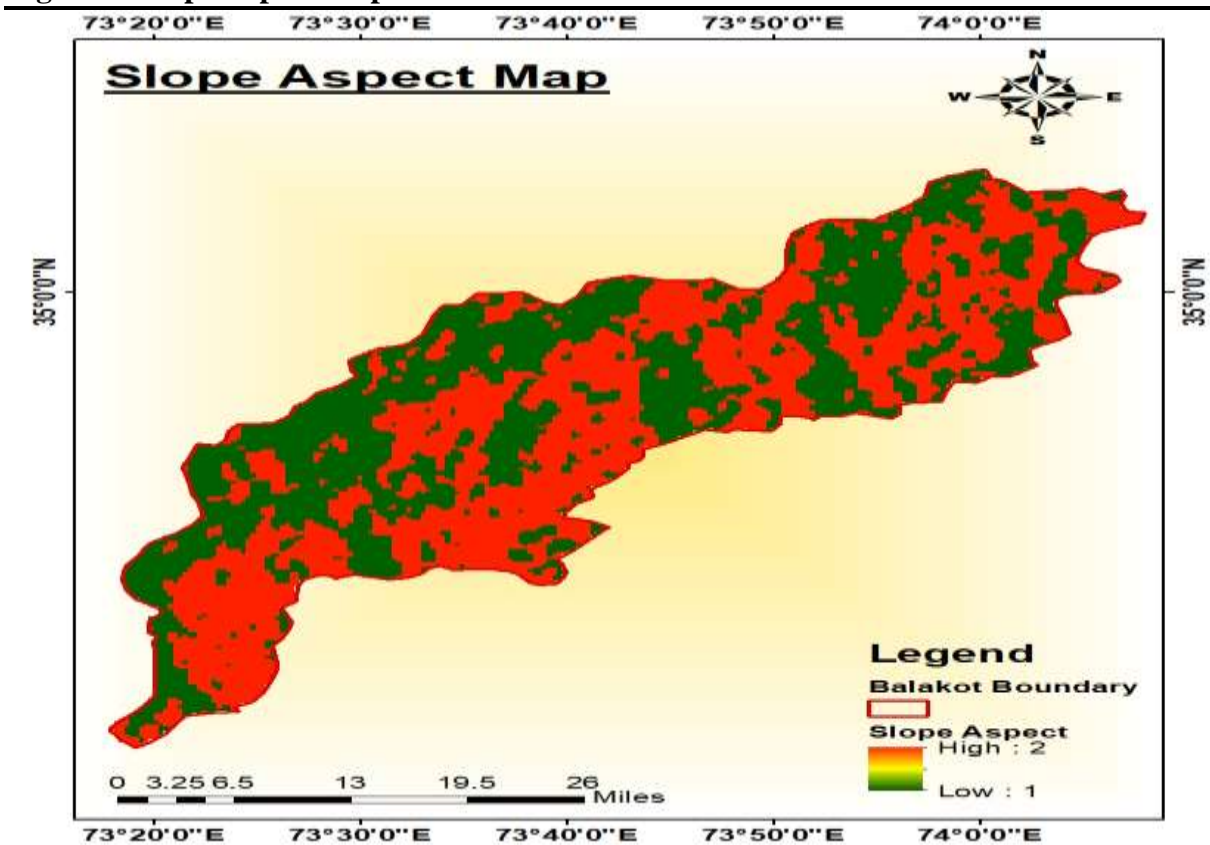 73°20'0"E 73°30'0"E 73°40'0"E 73°50'0"E 74°0'0"E
Slope Aspect Map
N
W E
S
35°0'0"N
35°0'0"N
Legend
Balakot Boundary
Slope Aspect
High : 2
Low : 1
0 3.25 6.5 13 19.5 26
Miles
73°20'0"E 73°30'0"E 73°40'0"E 73°50'0"E 74°0'0"E